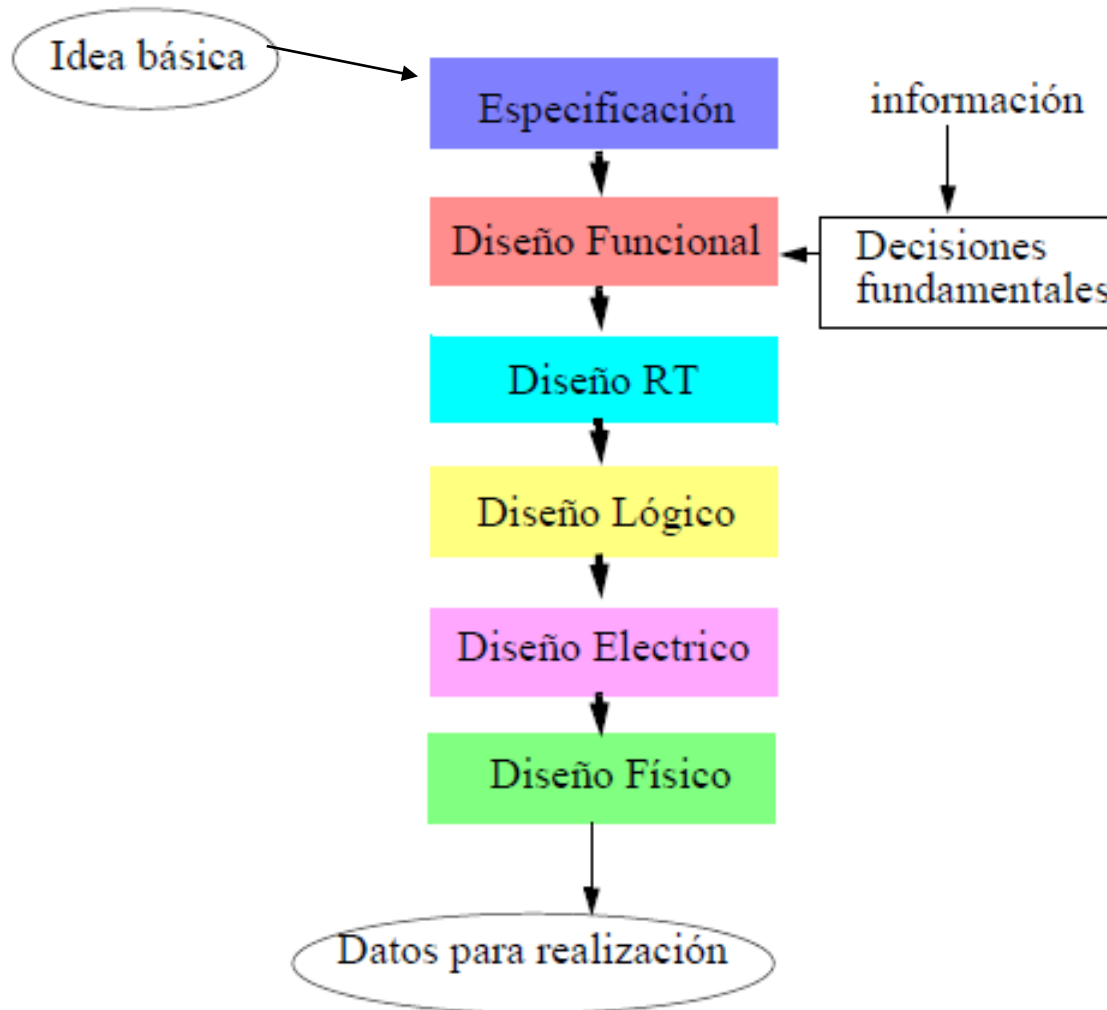 Idea básica
Especificación
información
Diseño Funcional
Decisiones
fundamentales
Diseño RT
Diseño Lógico
Diseño Electrico
Diseño Físico
Datos para realización